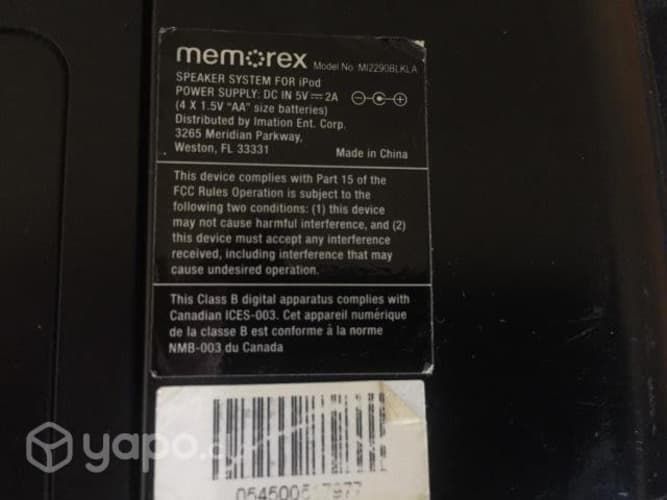 memorex Model No. MI2290BLKLA
SPEAKER SYSTEM FOR iPod
POWER SUPPLY: DC IN 5V⎓2A
(4 X 1.5V "AA" size batteries)
Distributed by Imation Ent. Corp.
3265 Meridian Parkway,
Weston, FL 33331 Made in China
This device complies with Part 15 of the
FCC Rules Operation is subject to the
following two conditions: (1) this device
may not cause harmful interference, and (2)
this device must accept any interference
received, including interference that may
cause undesired operation.
This Class B digital apparatus complies with
Canadian ICES-003. Cet appareil numérique
de la classe B est conforme à la norme
NMB-003 du Canada